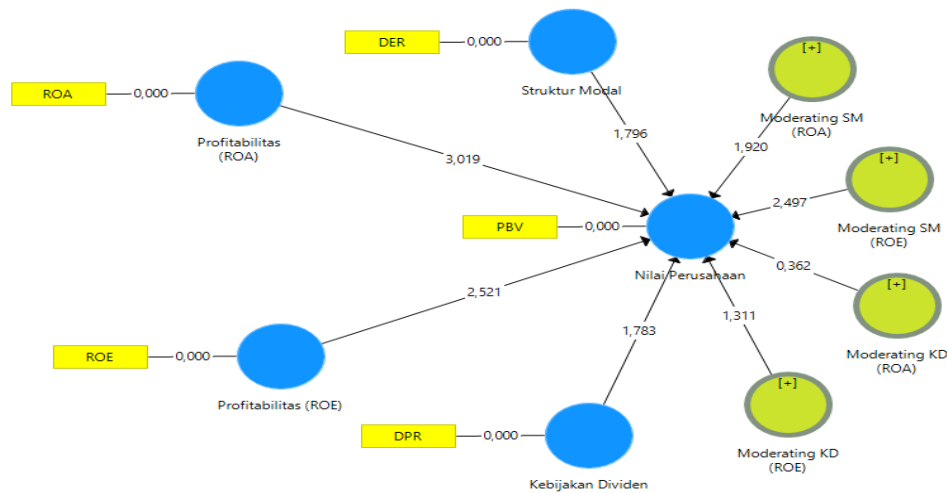 DER
0,000
Struktur Modal
[+]
Moderating SM
(ROA)
ROA
0,000
Profitabilitas
(ROA)
1,796
1,920
3,019
[+]
Moderating SM
(ROE)
2,497
PBV
0,000
Nilai Perusahaan
0,362
[+]
Moderating KD
(ROA)
2,521
1,783
1,311
ROE
0,000
Profitabilitas (ROE)
[+]
Moderating KD
(ROE)
DPR
0,000
Kebijakan Dividen